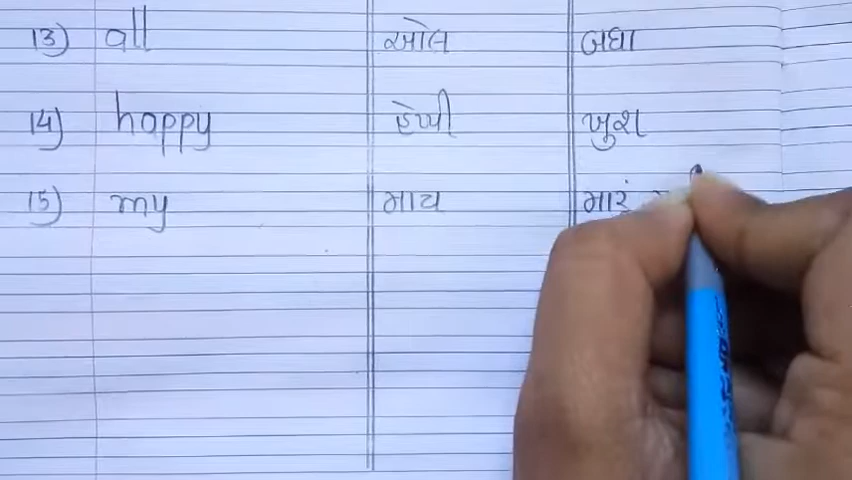 13) all ઓલ બધા
14) happy હેપ્પી ખુશ
15) my માય મારું